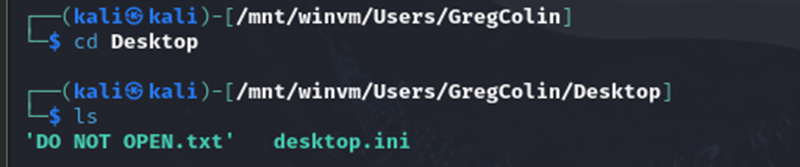 ┌──(kali㉿kali)-[/mnt/winvm/Users/GregColin]
└─$ cd Desktop
┌──(kali㉿kali)-[/mnt/winvm/Users/GregColin/Desktop]
└─$ ls
'DO NOT OPEN.txt'   desktop.ini